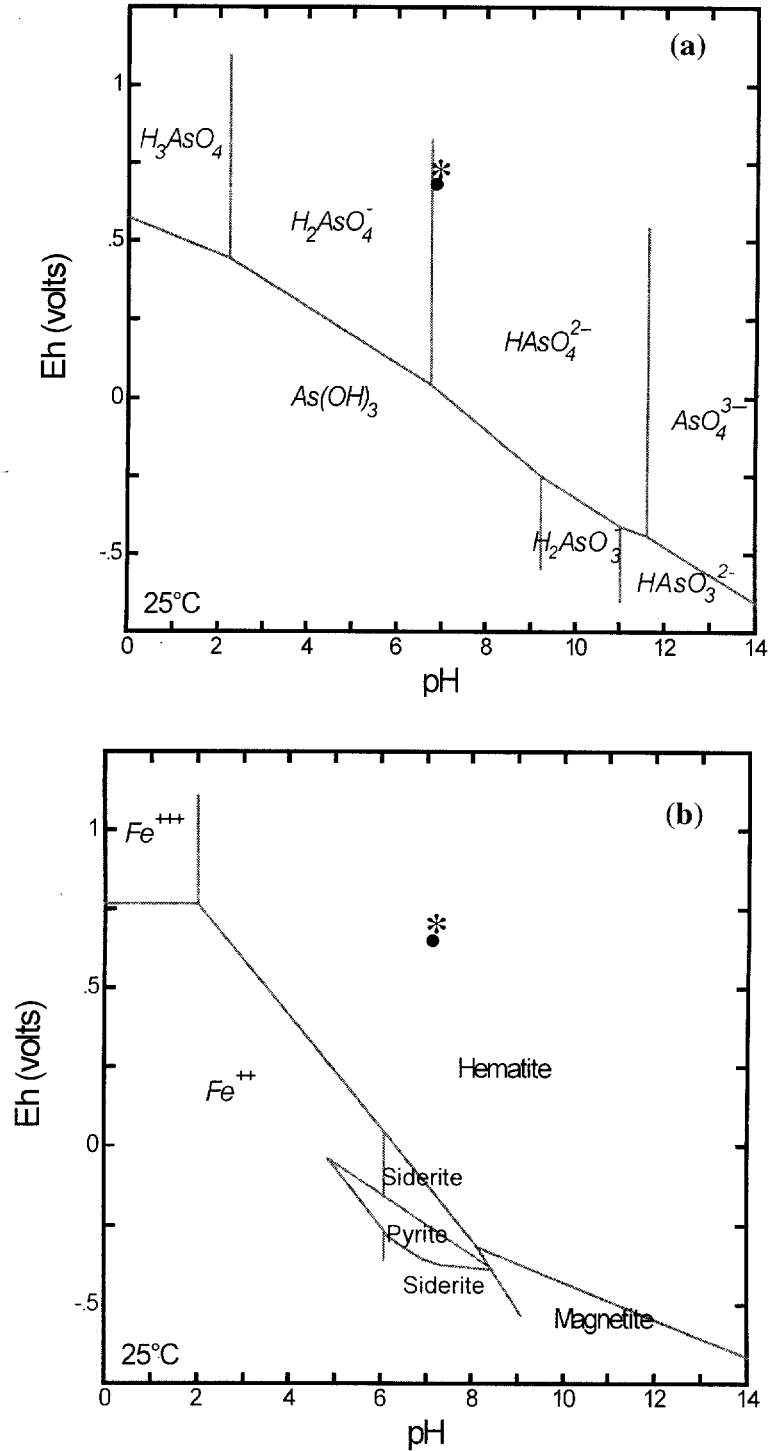 (a)
1
H3AsO4
*
H2AsO4-
.5
Eh (volts)
HAsO42–
0
As(OH)3
AsO43–
-.5
H2AsO3-
HAsO32-
25°C
0 2 4 6 8 10 12 14
pH
(b)
1
Fe+++
*
.5
Eh (volts)
Hematite
Fe++
0
Siderite
Pyrite
Siderite
-.5
Magnetite
25°C
0 2 4 6 8 10 12 14
pH